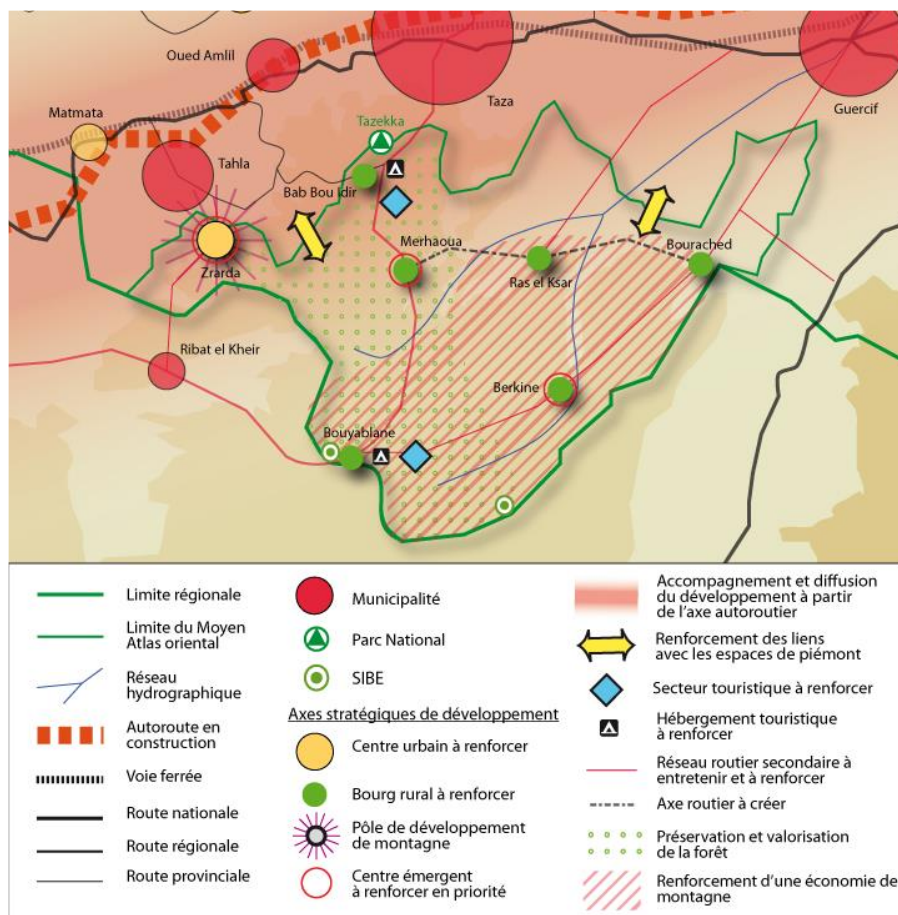 Oued Amlil
Taza
Guercif
Matmata
Tazekka
Tahla
Bab Bou Idir
Merhaoua
Bourached
Zrarda
Ras el Ksar
Ribat el Kheir
Berkine
Bouyablane
Limite régionale
Limite du Moyen
Atlas oriental
Réseau
hydrographique
Autoroute en
construction
Voie ferrée
Route nationale
Route régionale
Route provinciale
Municipalité
Parc National
SIBE
Axes stratégiques de développement
Centre urbain à renforcer
Bourg rural à renforcer
Pôle de développement
de montagne
Centre émergent
à renforcer en priorité
Accompagnement et diffusion
du développement à partir
de l'axe autoroutier
Renforcement des liens
avec les espaces de piémont
Secteur touristique à renforcer
Hébergement touristique
à renforcer
Réseau routier secondaire à
entretenir et à renforcer
Axe routier à créer
Préservation et valorisation
de la forêt
Renforcement d'une économie de
montagne